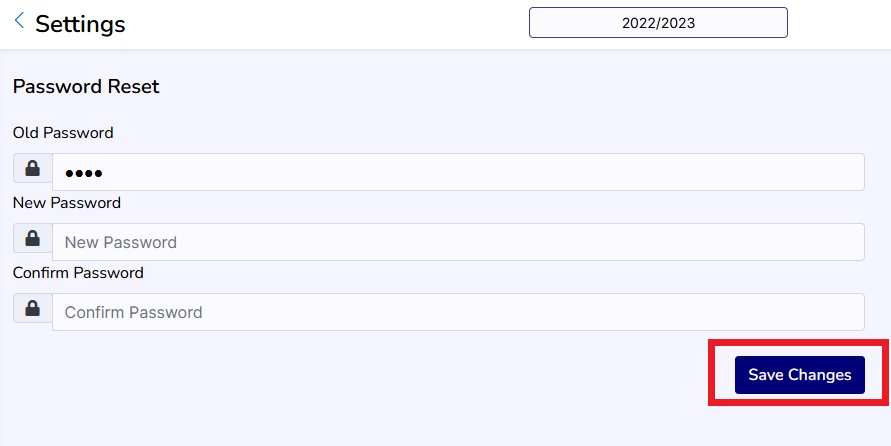 Settings
2022/2023
Password Reset
Old Password
••••
New Password
New Password
Confirm Password
Confirm Password
Save Changes